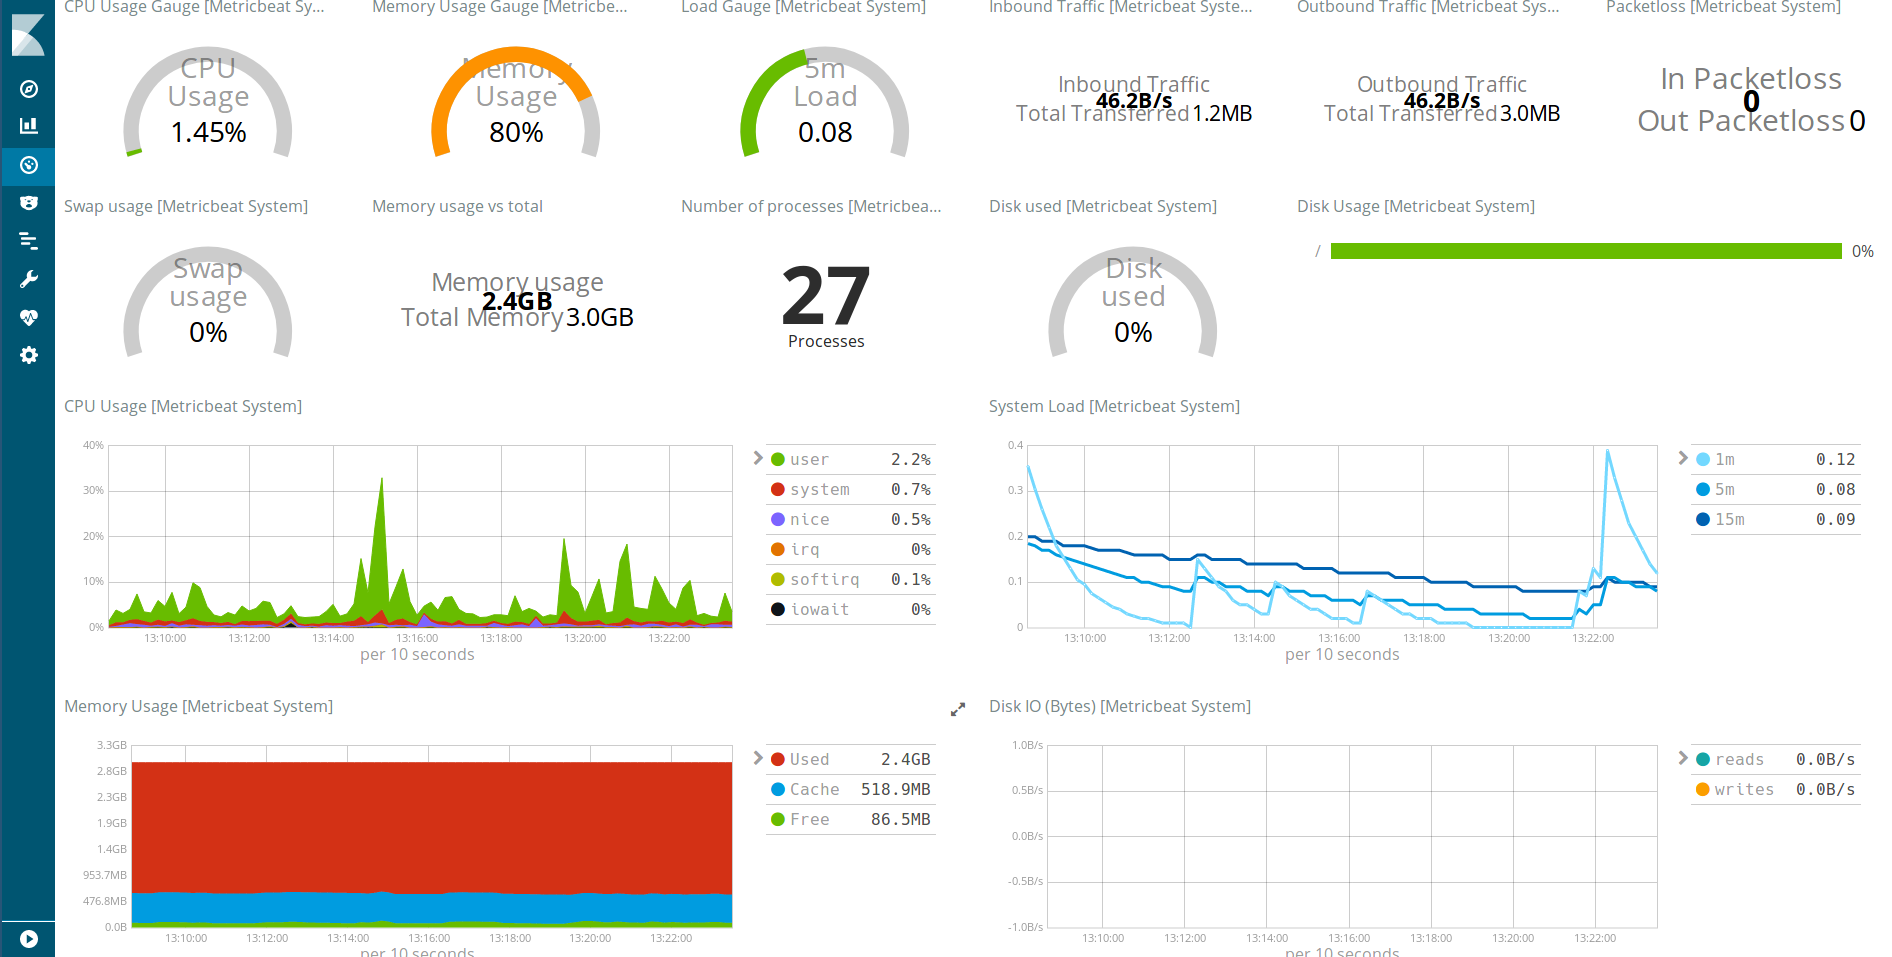 CPU Usage Gauge [Metricbeat Sy...
Memory Usage Gauge [Metricbe...
Load Gauge [Metricbeat System]
Inbound Traffic [Metricbeat Syste...
Outbound Traffic [Metricbeat Sys...
Packetloss [Metricbeat System]
CPU
Usage
1.45%
Memory
Usage
80%
5m
Load
0.08
Inbound Traffic
46.2B/s
Total Transferred 1.2MB
Outbound Traffic
46.2B/s
Total Transferred 3.0MB
In Packetloss
0
Out Packetloss 0
Swap usage [Metricbeat System]
Memory usage vs total
Number of processes [Metricbea...
Disk used [Metricbeat System]
Disk Usage [Metricbeat System]
Swap
usage
0%
Memory usage
2.4GB
Total Memory 3.0GB
27
Processes
Disk
used
0%
/ 0%
CPU Usage [Metricbeat System]
40%
30%
20%
10%
0%
13:10:00 13:12:00 13:14:00 13:16:00 13:18:00 13:20:00 13:22:00
per 10 seconds
user 2.2%
system 0.7%
nice 0.5%
irq 0%
softirq 0.1%
iowait 0%
System Load [Metricbeat System]
0.4
0.3
0.2
0.1
0
13:10:00 13:12:00 13:14:00 13:16:00 13:18:00 13:20:00 13:22:00
per 10 seconds
1m 0.12
5m 0.08
15m 0.09
Memory Usage [Metricbeat System]
3.3GB
2.8GB
2.3GB
1.9GB
1.4GB
953.7MB
476.8MB
0.0B
13:10:00 13:12:00 13:14:00 13:16:00 13:18:00 13:20:00 13:22:00
per 10 seconds
Used 2.4GB
Cache 518.9MB
Free 86.5MB
Disk IO (Bytes) [Metricbeat System]
1.0B/s
0.5B/s
0.0B/s
-0.5B/s
-1.0B/s
13:10:00 13:12:00 13:14:00 13:16:00 13:18:00 13:20:00 13:22:00
per 10 seconds
reads 0.0B/s
writes 0.0B/s